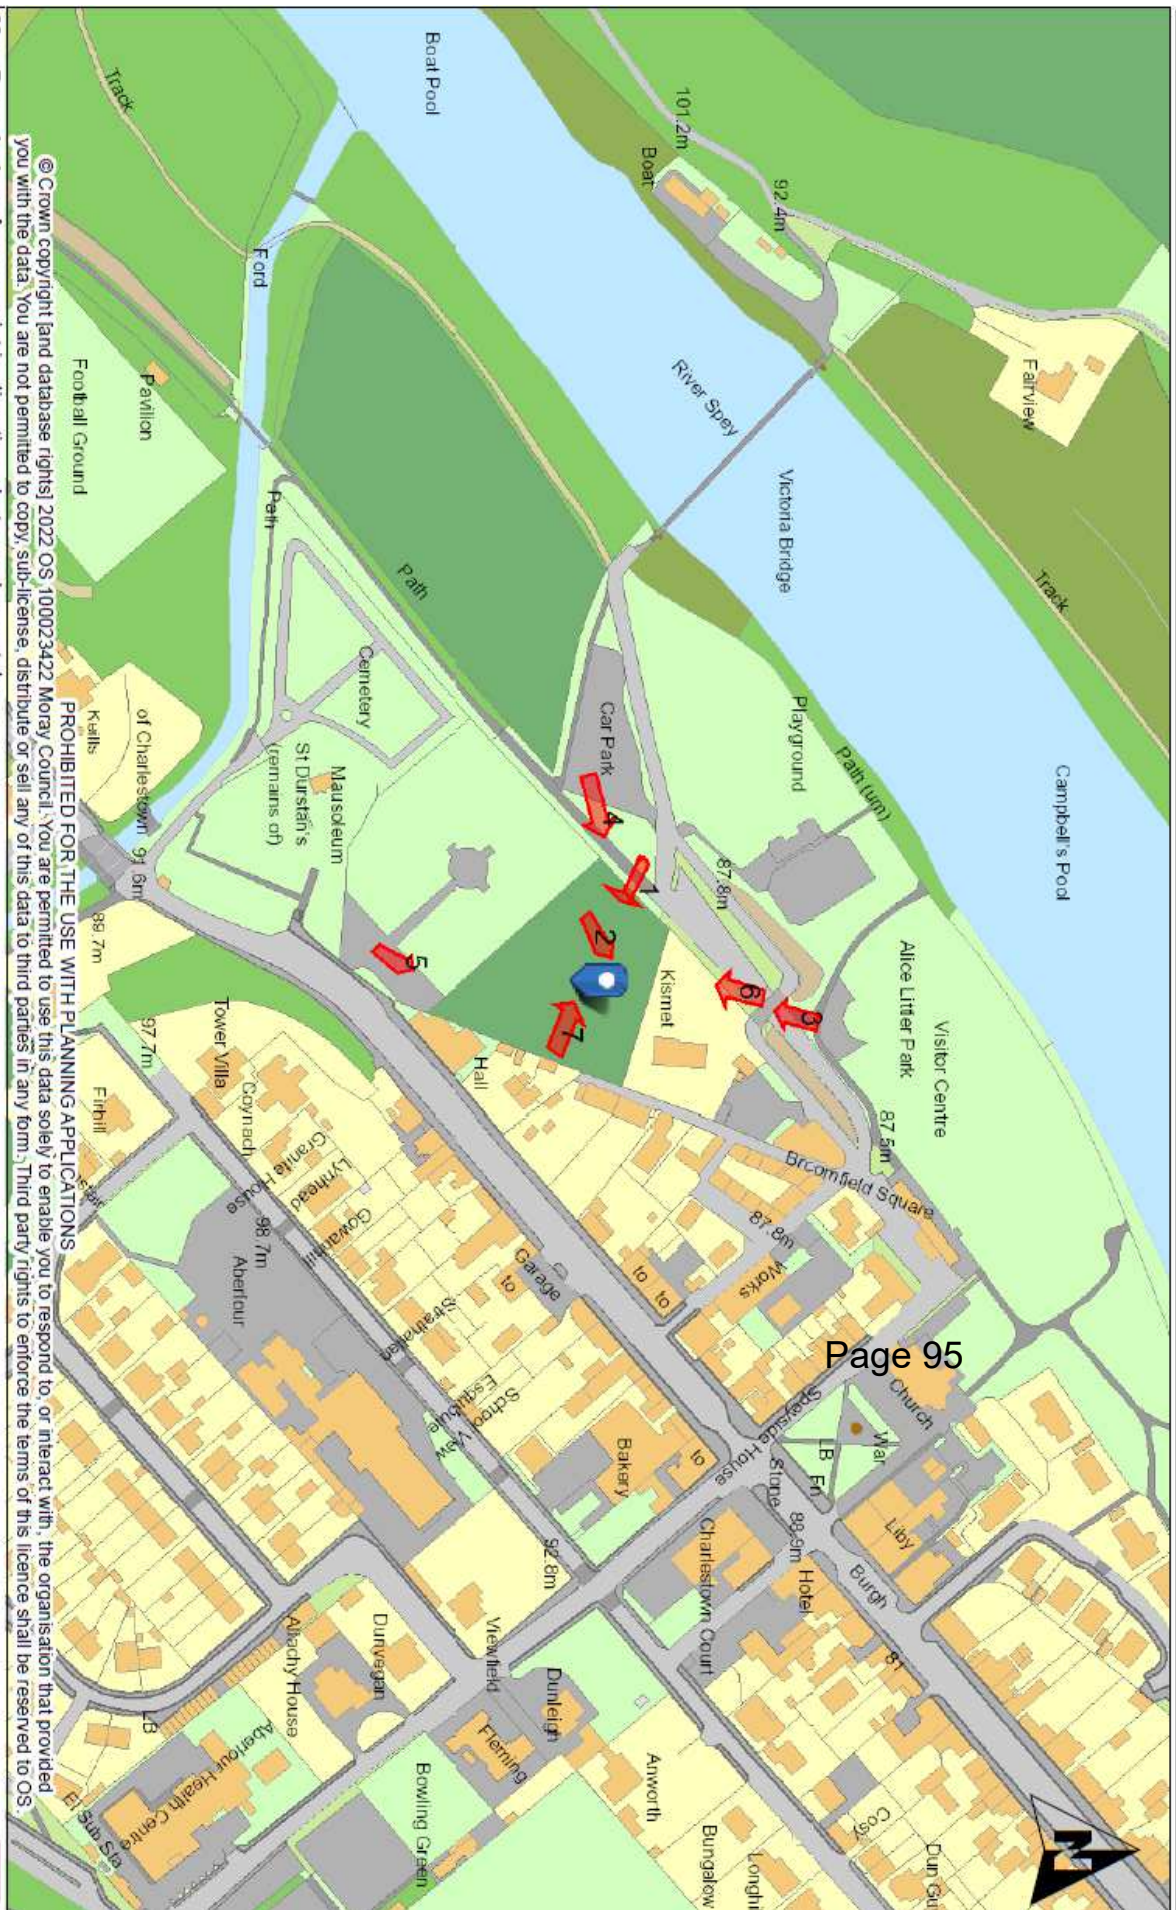 Boat Pool
Track
101.2m
Boat
92.4m
Fairview
Track
Ford
River Spey
Victoria Bridge
Campbell's Pool
Pavilion
Football Ground
Path
Path
Cemetery
Car Park
Playground
Path (um)
Mausoleum
St Durstan's
(remains of)
Keills
of Charlestown
91.6m
89.7m
4
1
2
87.8m
Kismet
6
3
5
7
Alice Littler Park
Visitor Centre
87.5m
Hall
Tower Villa
97.7m
Firhill
Coynach
Granite House
Lynhead
Gowanhill
98.7m
Aberlour
Strathallan
Garage
to
to
to
Broomfield Square
87.8m
Works
Page 95
Church
War
LB
Fn
Speyside House
Stone
88.9m
Liby
Burgh
Hotel
81
School View
Esquibuie
Bakery
to
Charlestown Court
92.8m
Viewfield
Durvegan
Allachy House
LB
Aberlour Health Centre
El Sub Sta
Dunleigh
Fleming
Bowling Green
Anworth
Bungalow
Cosy
Dun Gu
Longhi
N
PROHIBITED FOR THE USE WITH PLANNING APPLICATIONS
© Crown copyright [and database rights] 2022 OS 100023422 Moray Council. You are permitted to use this data solely to enable you to respond to, or interact with, the organisation that provided
you with the data. You are not permitted to copy, sub-license, distribute or sell any of this data to third parties in any form. Third party rights to enforce the terms of this licence shall be reserved to OS.